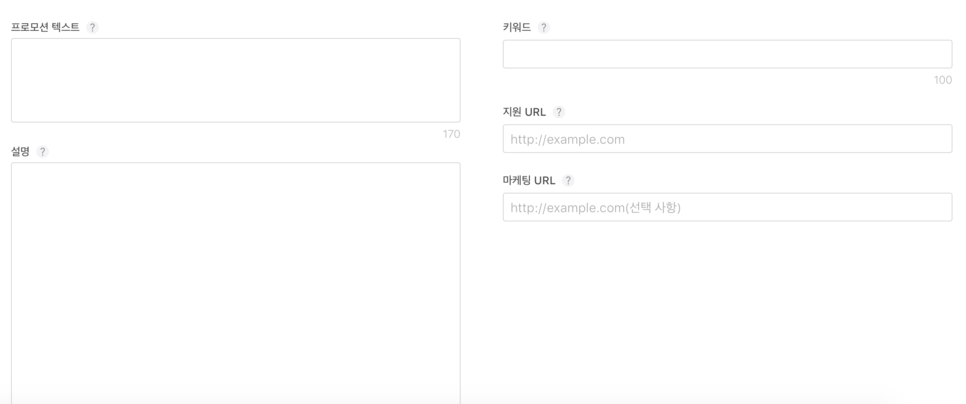 프로모션 텍스트 ?
170
설명 ?
키워드 ?
100
지원 URL ?
http://example.com
마케팅 URL ?
http://example.com(선택 사항)